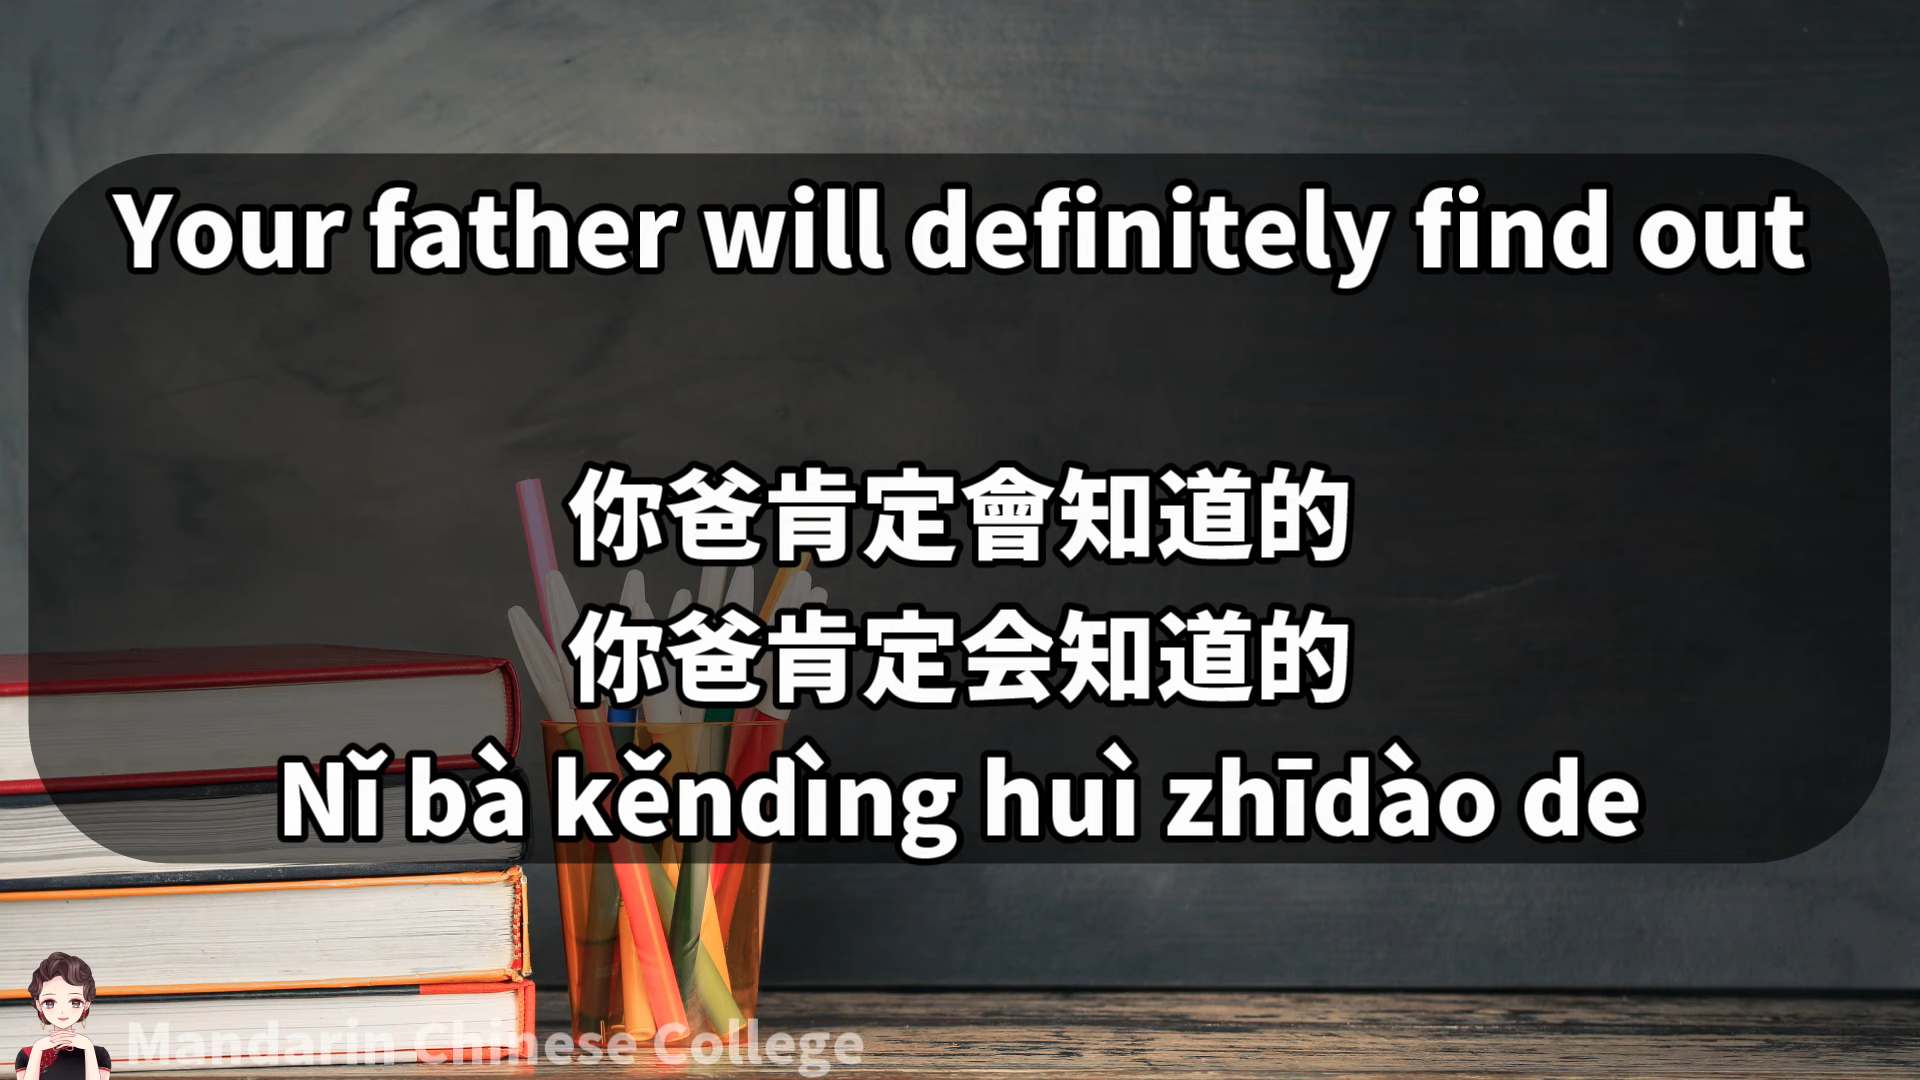 Your father will definitely find out
你爸肯定會知道的
你爸肯定会知道的
Nǐ bà kěndìng huì zhīdào de
Mandarin Chinese College